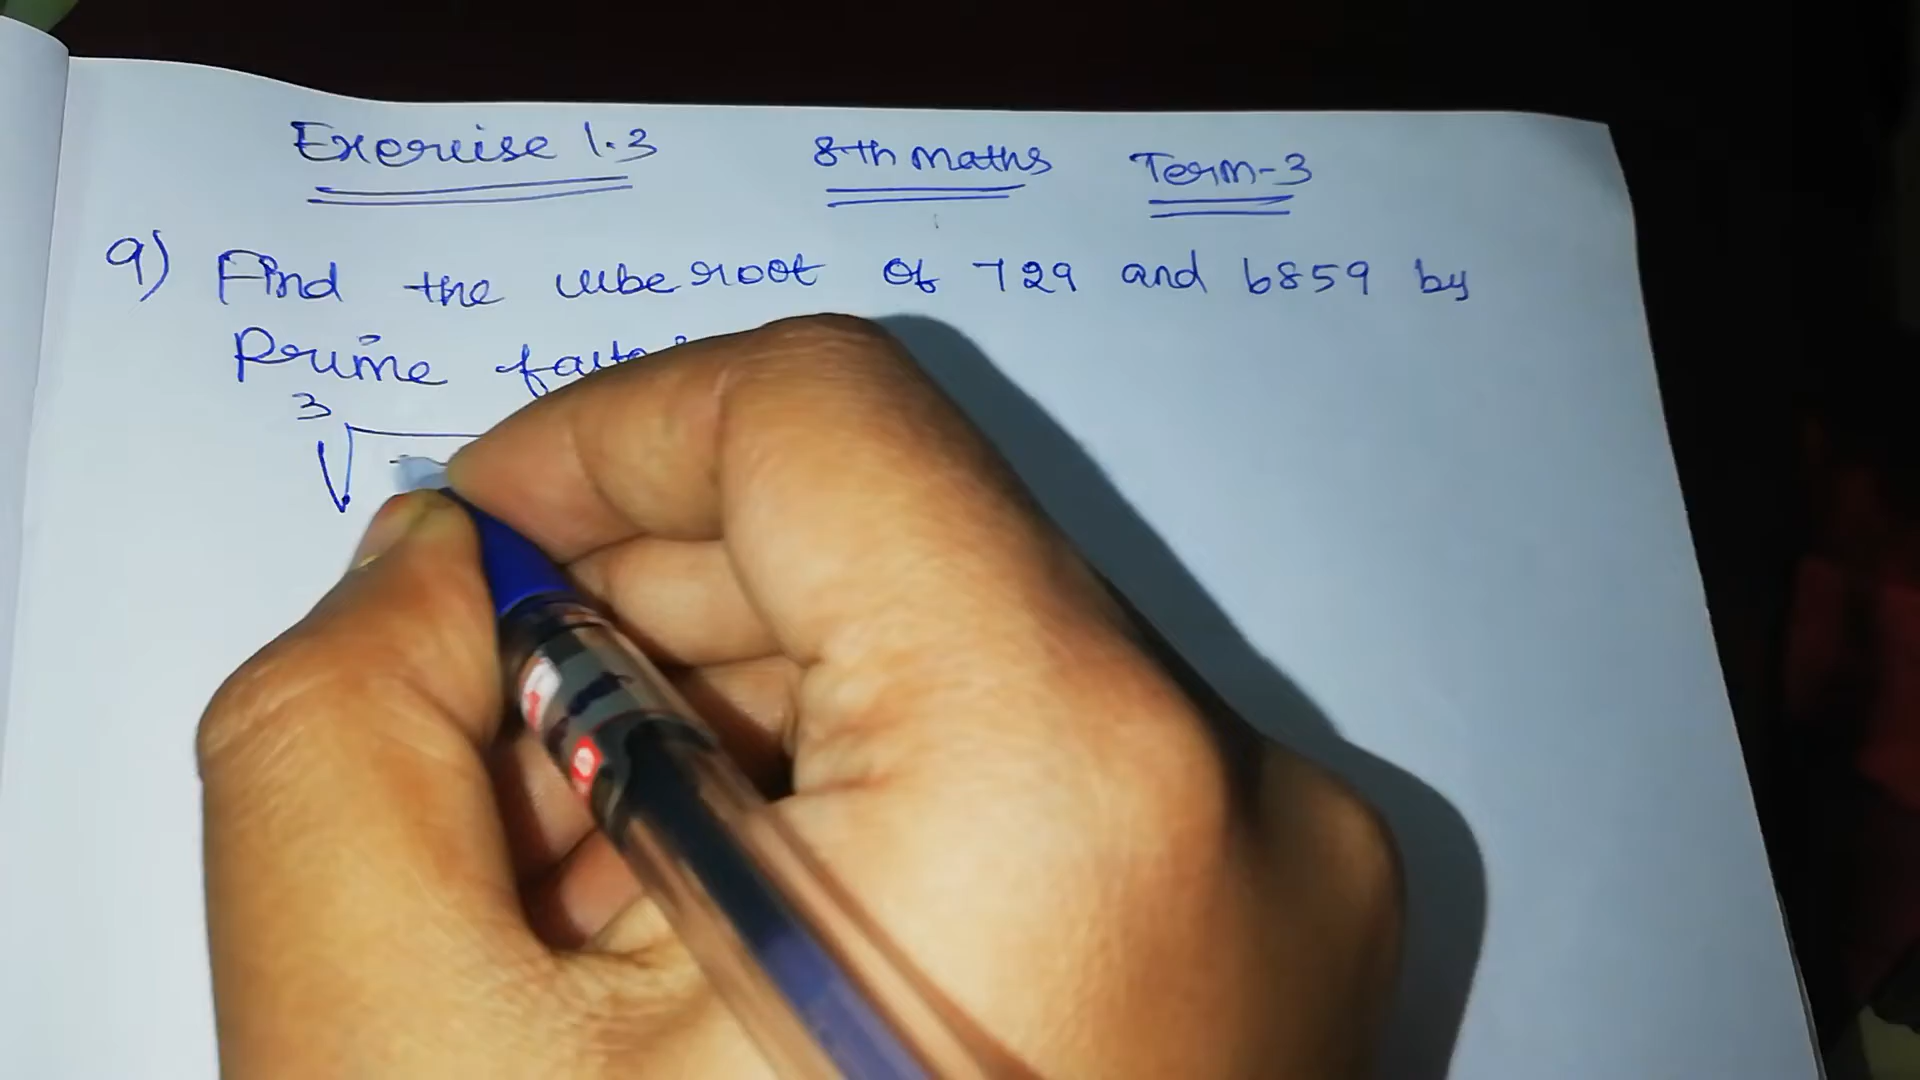 Exercise 1.3 8th maths Term-3
9) Find the cube root of 729 and 6859 by
Prime
3√